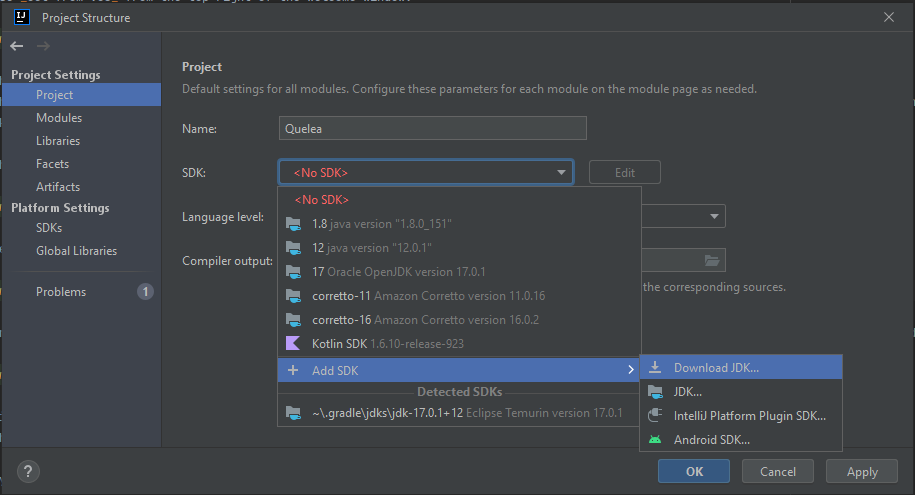 IJ
Project Structure
Project Settings
Project
Modules
Libraries
Facets
Artifacts
Platform Settings
SDKs
Global Libraries
Problems 1
Project
Default settings for all modules. Configure these parameters for each module on the module page as needed.
Name: Quelea
SDK: <No SDK> Edit
<No SDK>
1.8 java version "1.8.0_151"
Language level:
12 java version "12.0.1"
Compiler output:
17 Oracle OpenJDK version 17.0.1
the corresponding sources.
corretto-11 Amazon Corretto version 11.0.16
corretto-16 Amazon Corretto version 16.0.2
Kotlin SDK 1.6.10-release-923
Add SDK
Detected SDKs
~\.gradle\jdks\jdk-17.0.1+12 Eclipse Temurin version 17.0.1
Download JDK...
JDK...
IntelliJ Platform Plugin SDK...
Android SDK...
? OK Cancel Apply